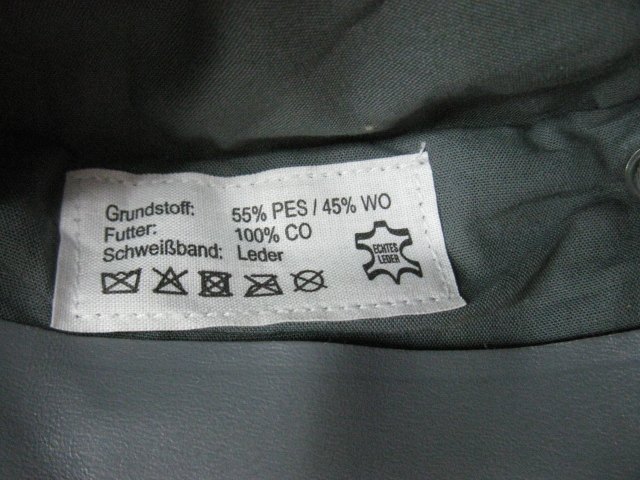 Grundstoff: 55% PES / 45% WO
Futter: 100% CO
Schweißband: Leder
ECHTES
LEDER